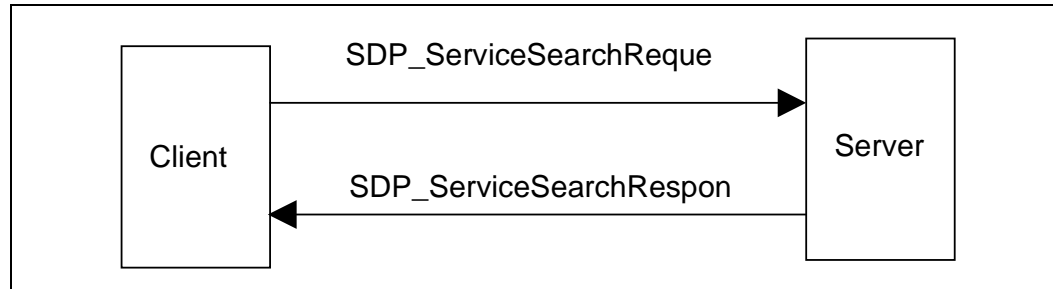 SDP_ServiceSearchReque
Client
Server
SDP_ServiceSearchRespon